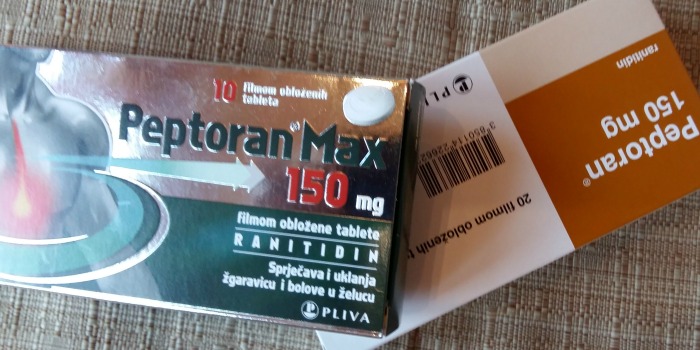 10 filmom obloženih
tableta
Peptoran® Max
150 mg
filmom obložene tablete
RANITIDIN
Sprječava i uklanja
žgaravicu i bolove u želucu
PLIVA
ranitidin
Peptoran®
150 mg
PLIVA
20 filmom obloženih